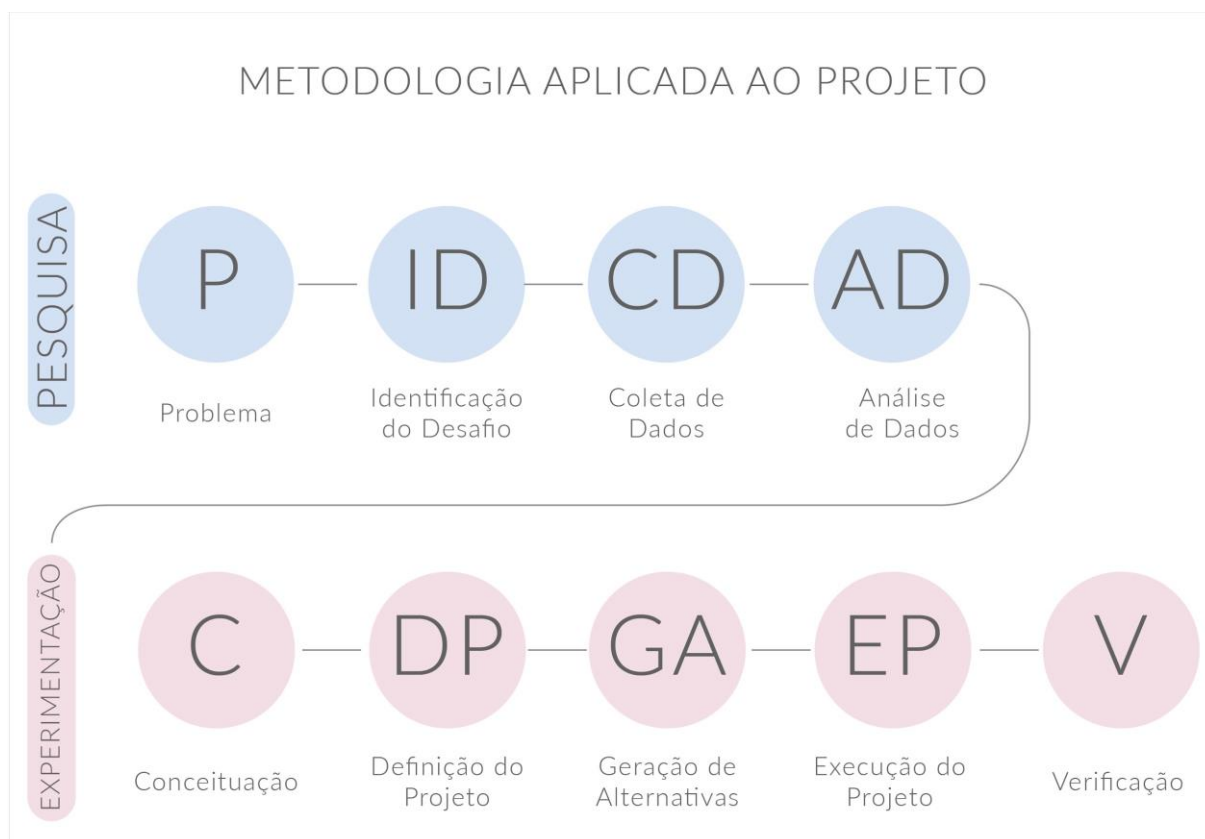 METODOLOGIA APLICADA AO PROJETO
PESQUISA
P
ID
CD
AD
Problema
Identificação
do Desafio
Coleta de
Dados
Análise
de Dados
EXPERIMENTAÇÃO
C
DP
GA
EP
V
Conceituação
Definição do
Projeto
Geração de
Alternativas
Execução do
Projeto
Verificação